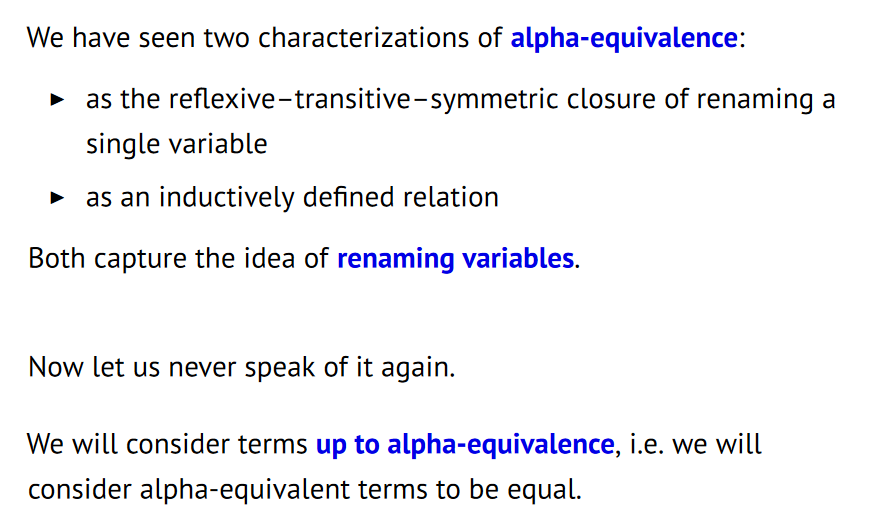 We have seen two characterizations of alpha-equivalence:
▶ as the reflexive–transitive–symmetric closure of renaming a
single variable
▶ as an inductively defined relation
Both capture the idea of renaming variables.
Now let us never speak of it again.
We will consider terms up to alpha-equivalence, i.e. we will
consider alpha-equivalent terms to be equal.